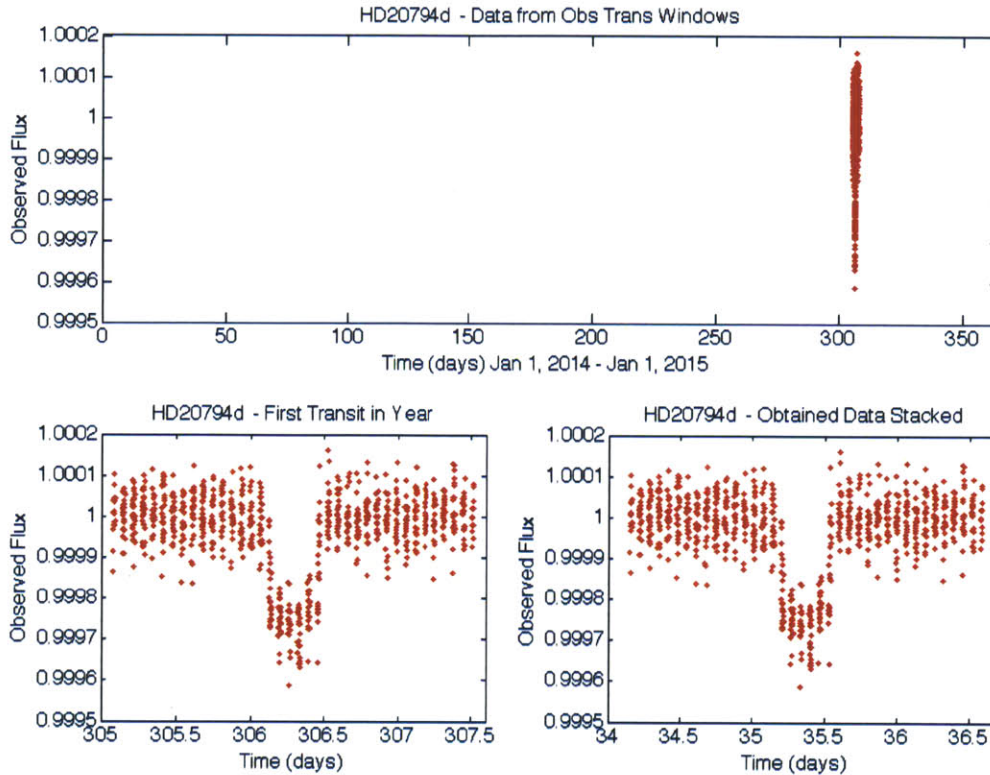 HD20794d - Data from Obs Trans Windows
1.0002
1.0001
1
0.9999
0.9998
0.9997
0.9996
0.9995
Observed Flux
0 50 100 150 200 250 300 350
Time (days) Jan 1, 2014 - Jan 1, 2015
HD20794d - First Transit in Year
1.0002
1.0001
1
0.9999
0.9998
0.9997
0.9996
0.9995
Observed Flux
305 305.5 306 306.5 307 307.5
Time (days)
HD20794d - Obtained Data Stacked
1.0002
1.0001
1
0.9999
0.9998
0.9997
0.9996
0.9995
Observed Flux
34 34.5 35 35.5 36 36.5
Time (days)